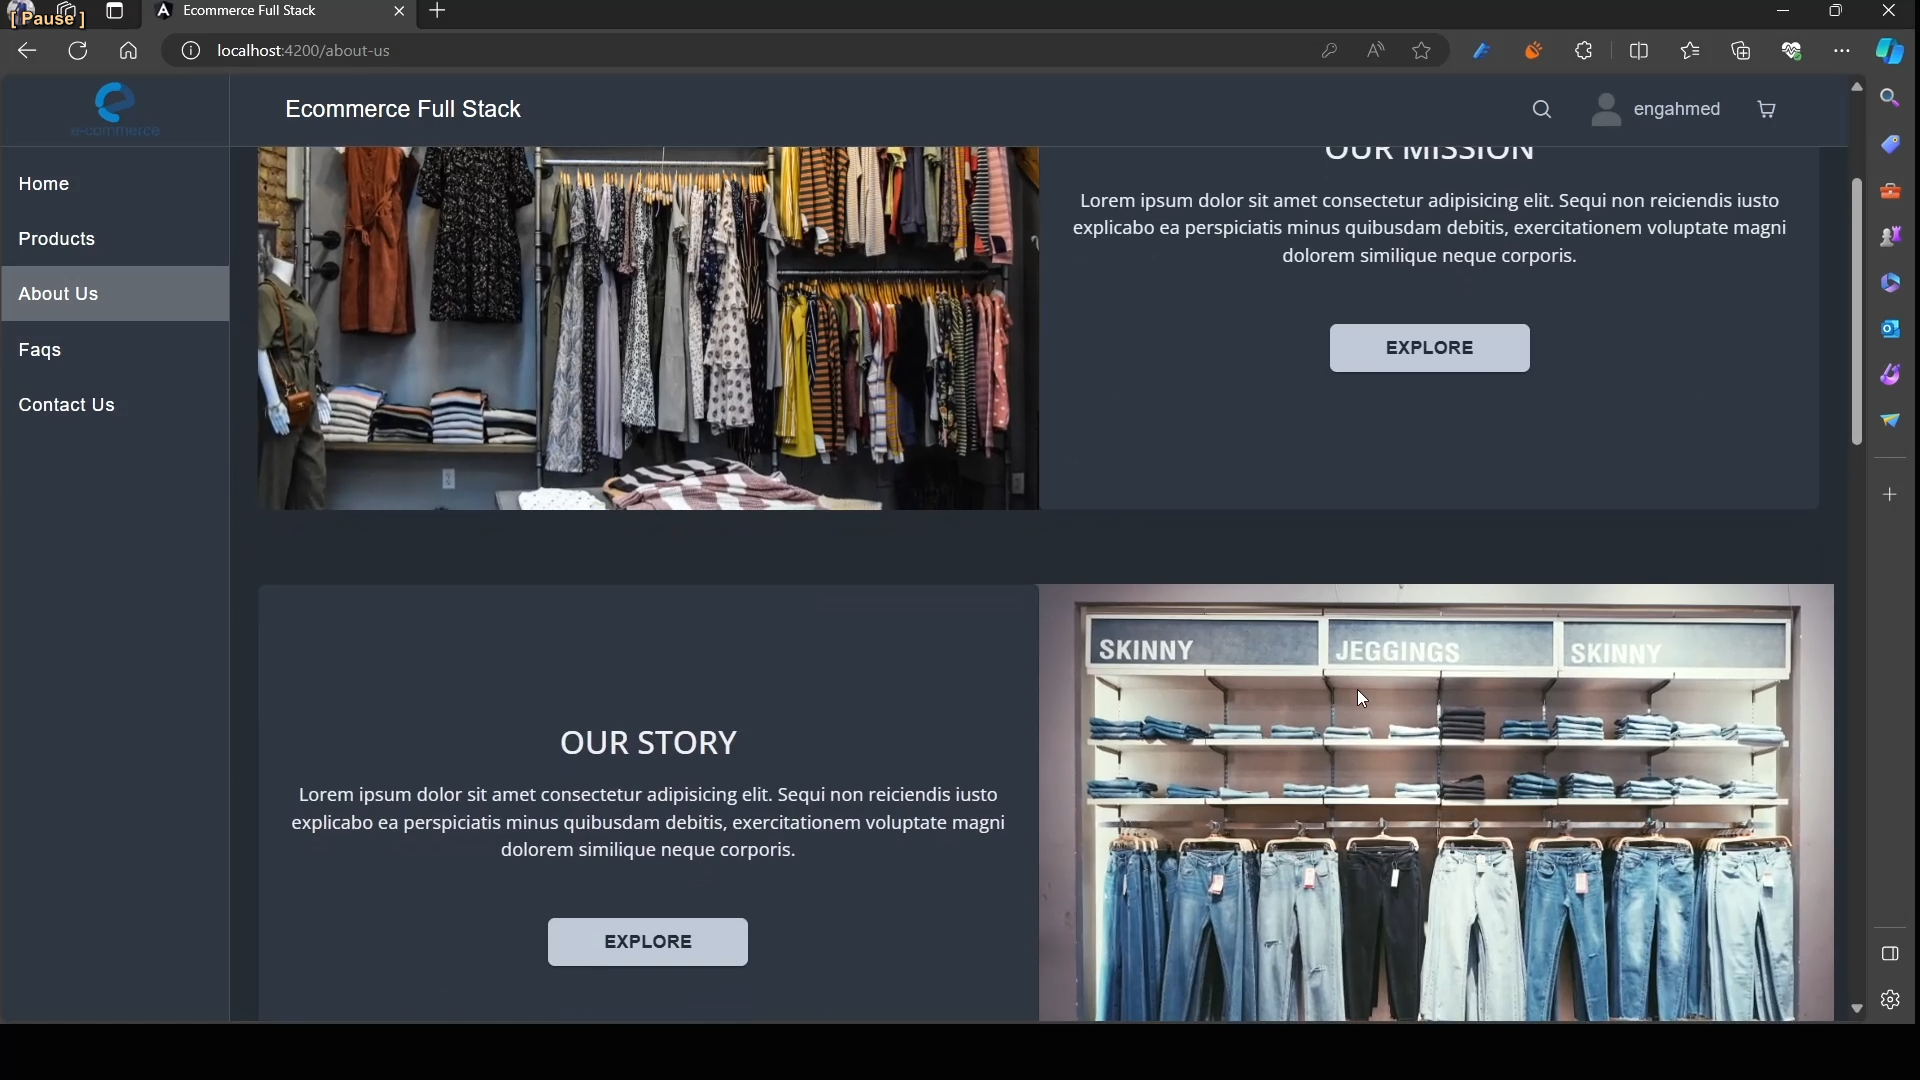 [ Pause ]
Ecommerce Full Stack
localhost:4200/about-us
e-commerce
Ecommerce Full Stack
engahmed
Home
Products
About Us
Faqs
Contact Us
OUR MISSION
Lorem ipsum dolor sit amet consectetur adipisicing elit. Sequi non reiciendis iusto
explicabo ea perspiciatis minus quibusdam debitis, exercitationem voluptate magni
dolorem similique neque corporis.
EXPLORE
OUR STORY
Lorem ipsum dolor sit amet consectetur adipisicing elit. Sequi non reiciendis iusto
explicabo ea perspiciatis minus quibusdam debitis, exercitationem voluptate magni
dolorem similique neque corporis.
EXPLORE
SKINNY
JEGGINGS
SKINNY